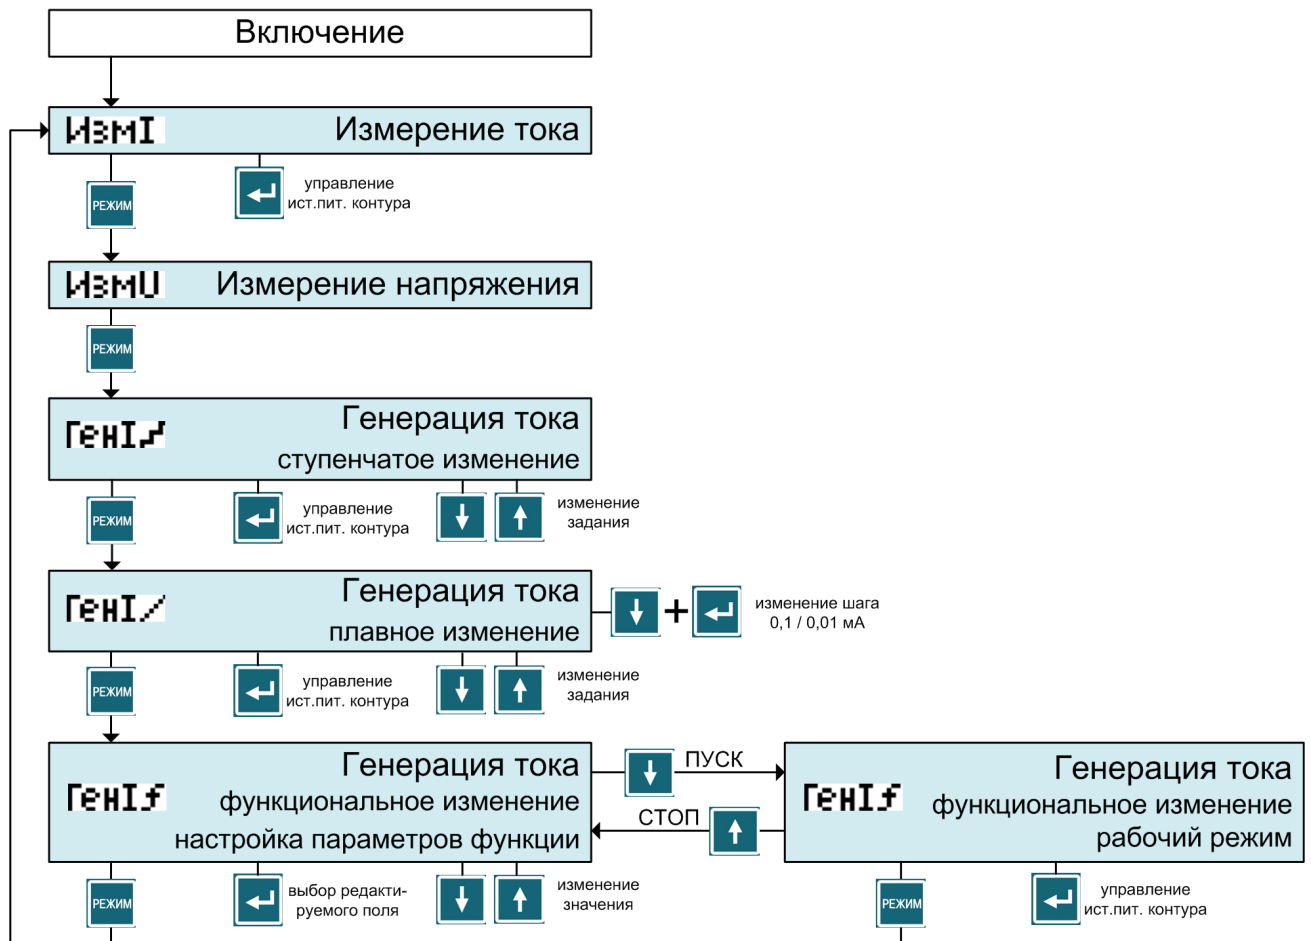 Включение
ИзмI
Измерение тока
РЕЖИМ
управление
ист.пит. контура
ИзмU
Измерение напряжения
РЕЖИМ
ГенI
Генерация тока
ступенчатое изменение
РЕЖИМ
управление
ист.пит. контура
изменение
задания
ГенI
Генерация тока
плавное изменение
+
изменение шага
0,1 / 0,01 мА
РЕЖИМ
управление
ист.пит. контура
изменение
задания
ГенIf
Генерация тока
функциональное изменение
настройка параметров функции
ПУСК
СТОП
ГенIf
Генерация тока
функциональное изменение
рабочий режим
РЕЖИМ
выбор редакти-
руемого поля
изменение
значения
РЕЖИМ
управление
ист.пит. контура